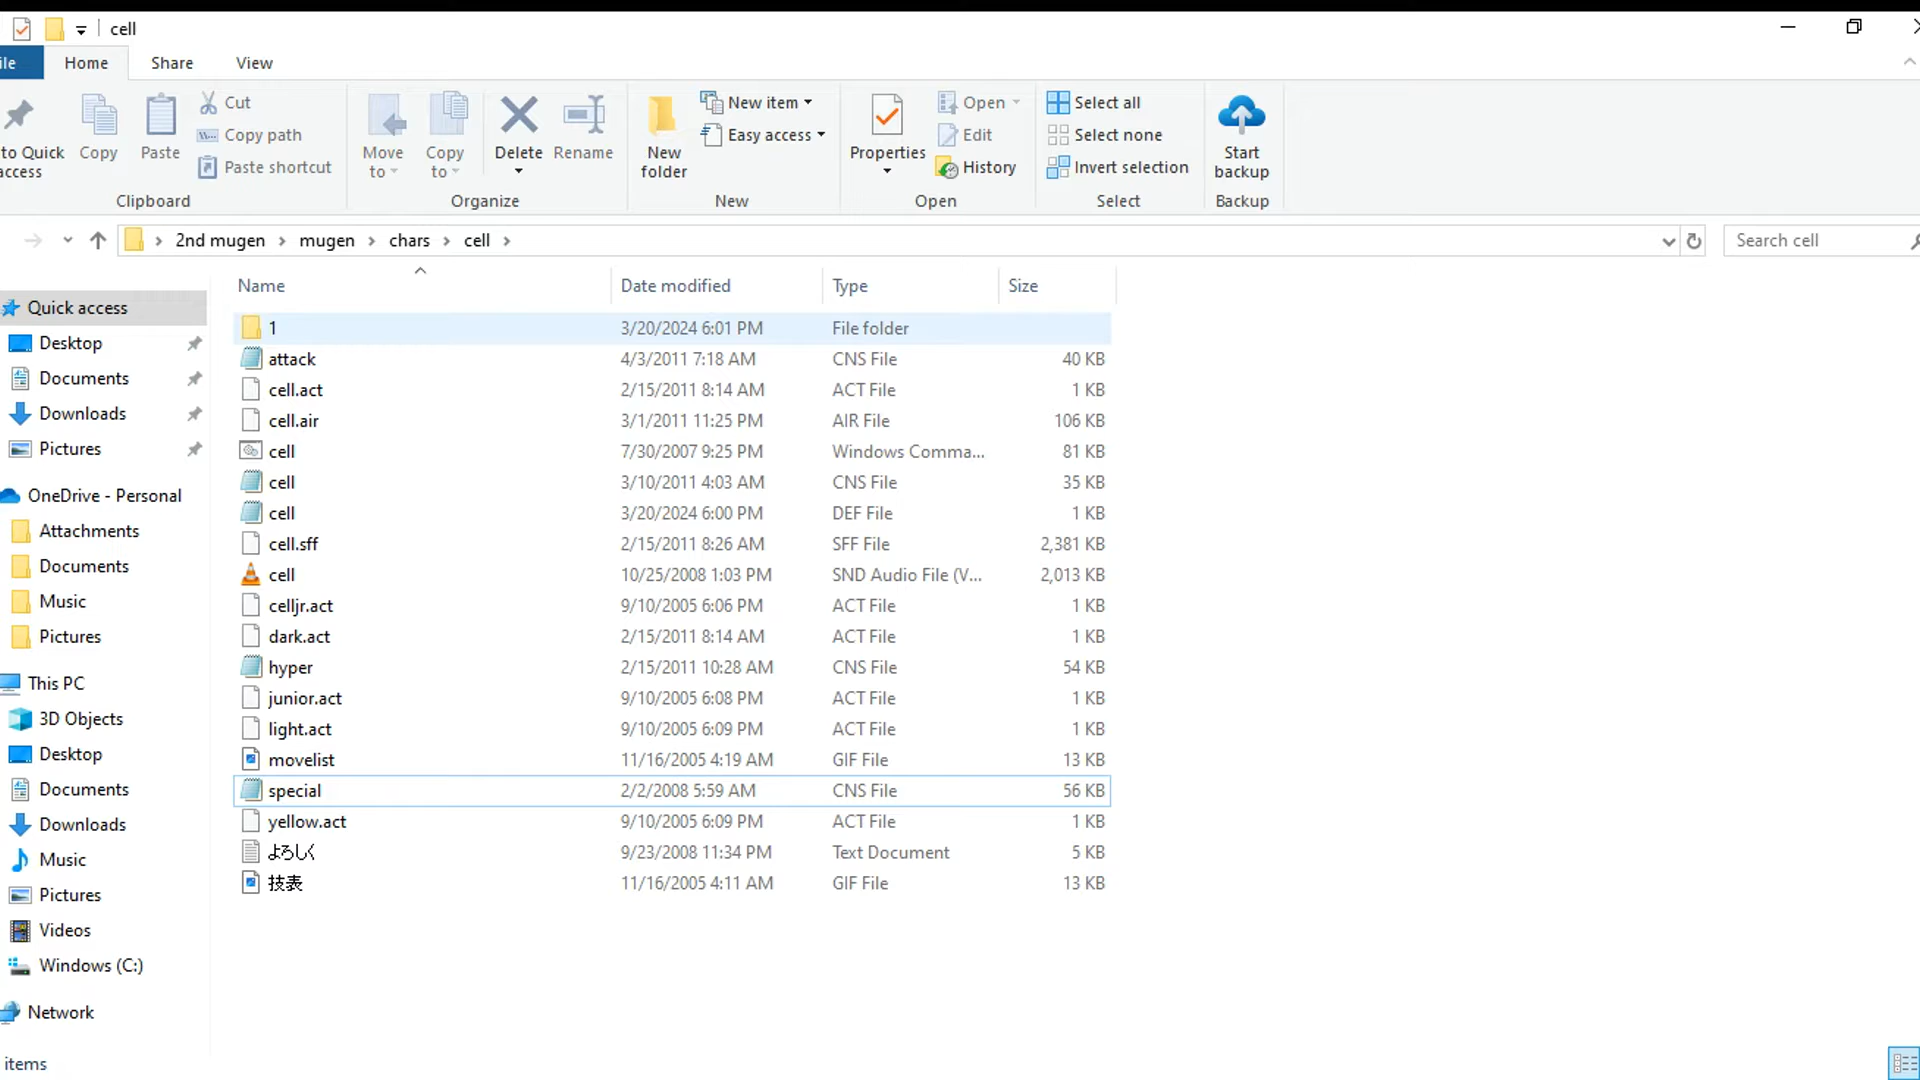 cell
ile Home Share View
to Quick access
Copy
Paste
Cut
Copy path
Paste shortcut
Clipboard
Move to
Copy to
Delete
Rename
Organize
New folder
New item
Easy access
New
Properties
Open
Edit
History
Open
Select all
Select none
Invert selection
Select
Start backup
Backup
2nd mugen > mugen > chars > cell >
Search cell
Quick access
Desktop
Documents
Downloads
Pictures
OneDrive - Personal
Attachments
Documents
Music
Pictures
This PC
3D Objects
Desktop
Documents
Downloads
Music
Pictures
Videos
Windows (C:)
Network
Name Date modified Type Size
1 3/20/2024 6:01 PM File folder
attack 4/3/2011 7:18 AM CNS File 40 KB
cell.act 2/15/2011 8:14 AM ACT File 1 KB
cell.air 3/1/2011 11:25 PM AIR File 106 KB
cell 7/30/2007 9:25 PM Windows Comma... 81 KB
cell 3/10/2011 4:03 AM CNS File 35 KB
cell 3/20/2024 6:00 PM DEF File 1 KB
cell.sff 2/15/2011 8:26 AM SFF File 2,381 KB
cell 10/25/2008 1:03 PM SND Audio File (V... 2,013 KB
celljr.act 9/10/2005 6:06 PM ACT File 1 KB
dark.act 2/15/2011 8:14 AM ACT File 1 KB
hyper 2/15/2011 10:28 AM CNS File 54 KB
junior.act 9/10/2005 6:08 PM ACT File 1 KB
light.act 9/10/2005 6:09 PM ACT File 1 KB
movelist 11/16/2005 4:19 AM GIF File 13 KB
special 2/2/2008 5:59 AM CNS File 56 KB
yellow.act 9/10/2005 6:09 PM ACT File 1 KB
よろしく 9/23/2008 11:34 PM Text Document 5 KB
技表 11/16/2005 4:11 AM GIF File 13 KB
items